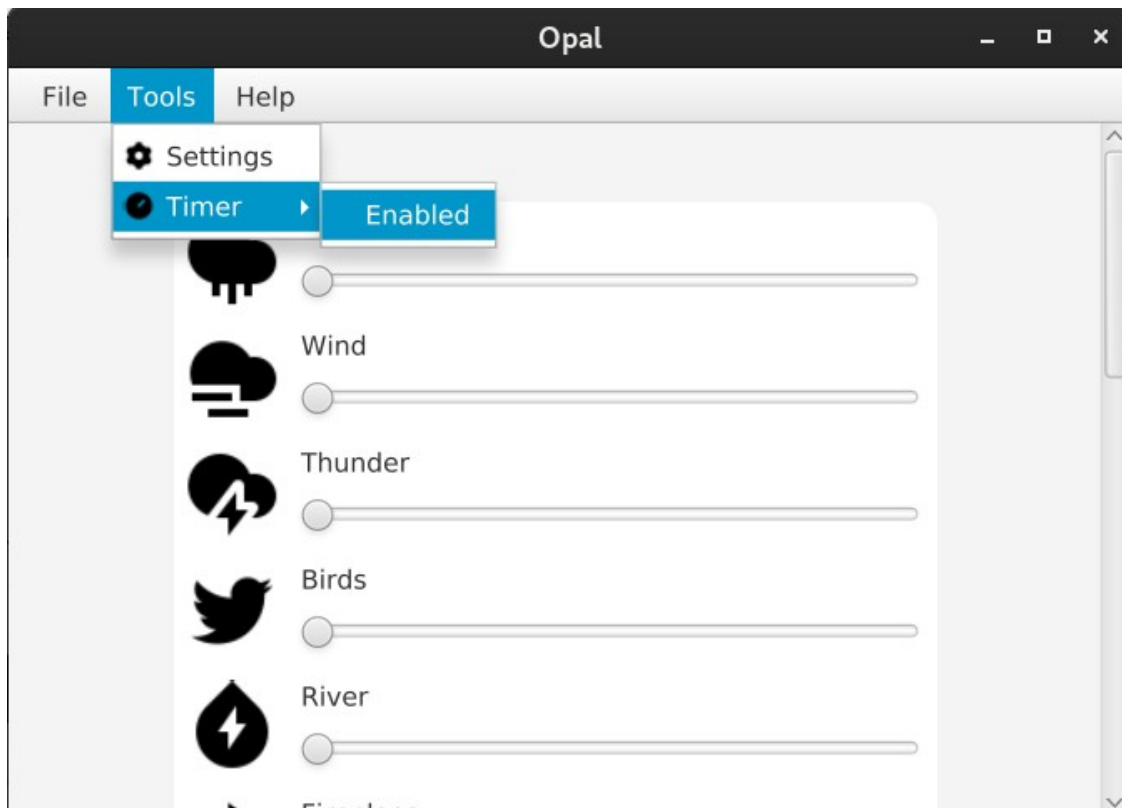 Opal
File Tools Help
Settings
Timer Enabled
Wind
Thunder
Birds
River